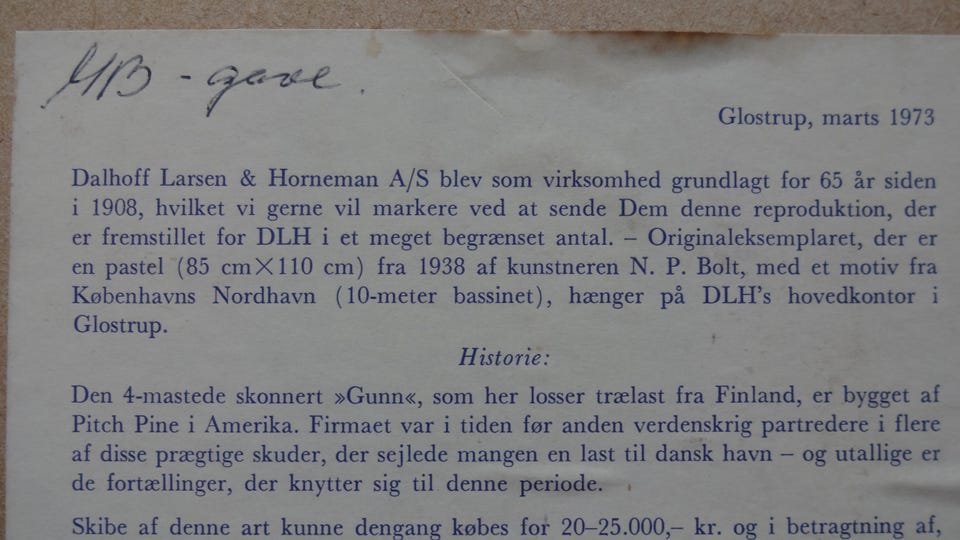 MB - gave.
Glostrup, marts 1973
Dalhoff Larsen & Horneman A/S blev som virksomhed grundlagt for 65 år siden
i 1908, hvilket vi gerne vil markere ved at sende Dem denne reproduktion, der
er fremstillet for DLH i et meget begrænset antal. – Originaleksemplaret, der er
en pastel (85 cm×110 cm) fra 1938 af kunstneren N. P. Bolt, med et motiv fra
Københavns Nordhavn (10-meter bassinet), hænger på DLH's hovedkontor i
Glostrup.
Historie:
Den 4-mastede skonnert »Gunn«, som her losser trælast fra Finland, er bygget af
Pitch Pine i Amerika. Firmaet var i tiden før anden verdenskrig partredere i flere
af disse prægtige skuder, der sejlede mangen en last til dansk havn – og utallige er
de fortællinger, der knytter sig til denne periode.
Skibe af denne art kunne dengang købes for 20–25.000,– kr. og i betragtning af,